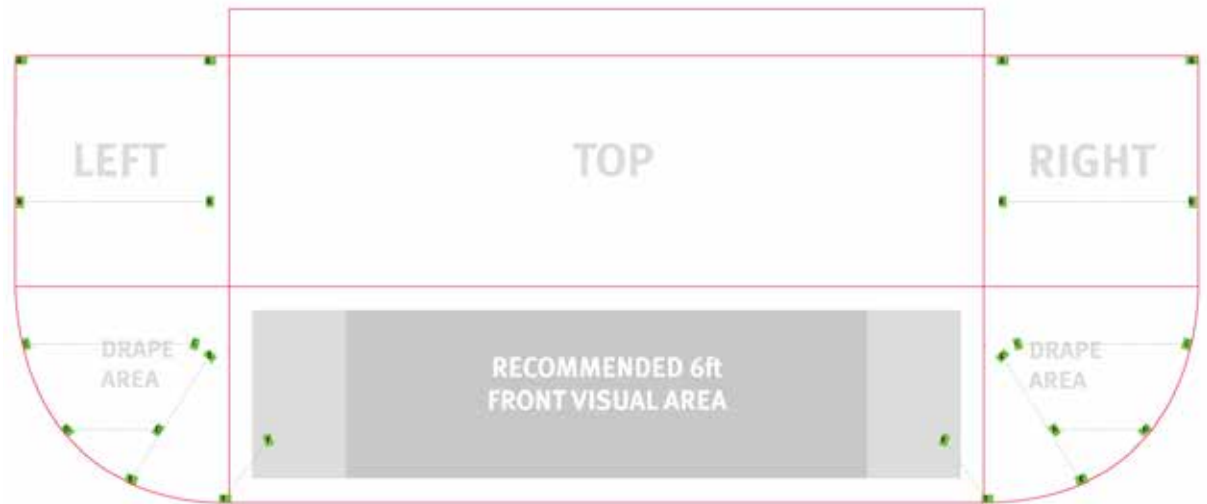 LEFT
TOP
RIGHT
DRAPE
AREA
RECOMMENDED 6ft
FRONT VISUAL AREA
DRAPE
AREA